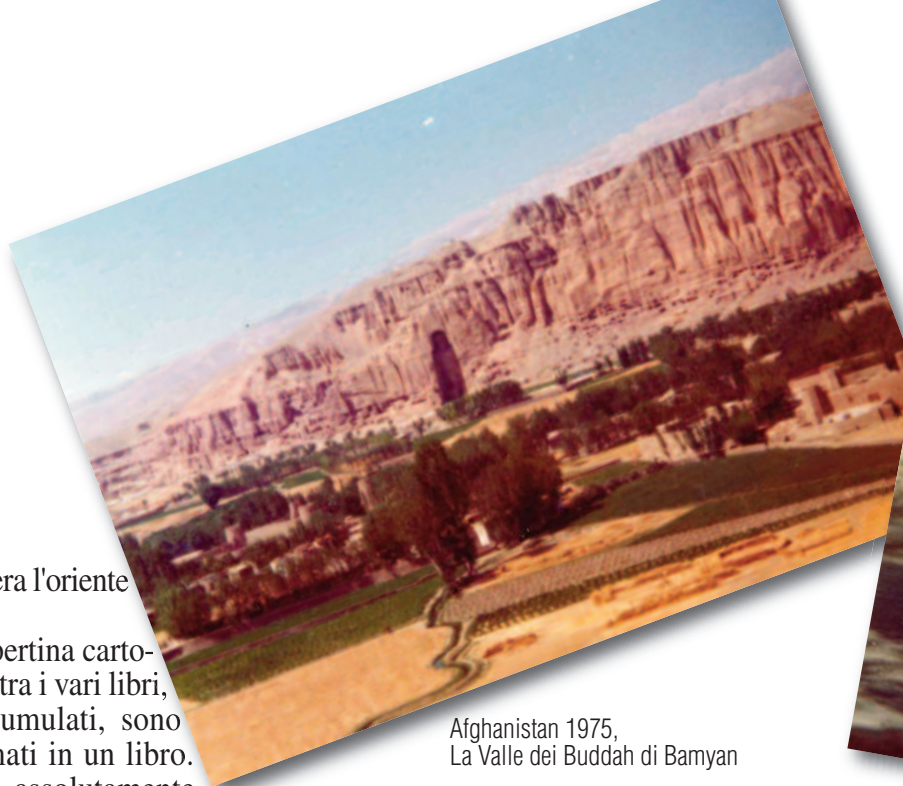 era l'oriente
pertina carto-
tra i vari libri,
umulati, sono
nati in un libro.
assolutamente
Afghanistan 1975,
La Valle dei Buddah di Bamyan